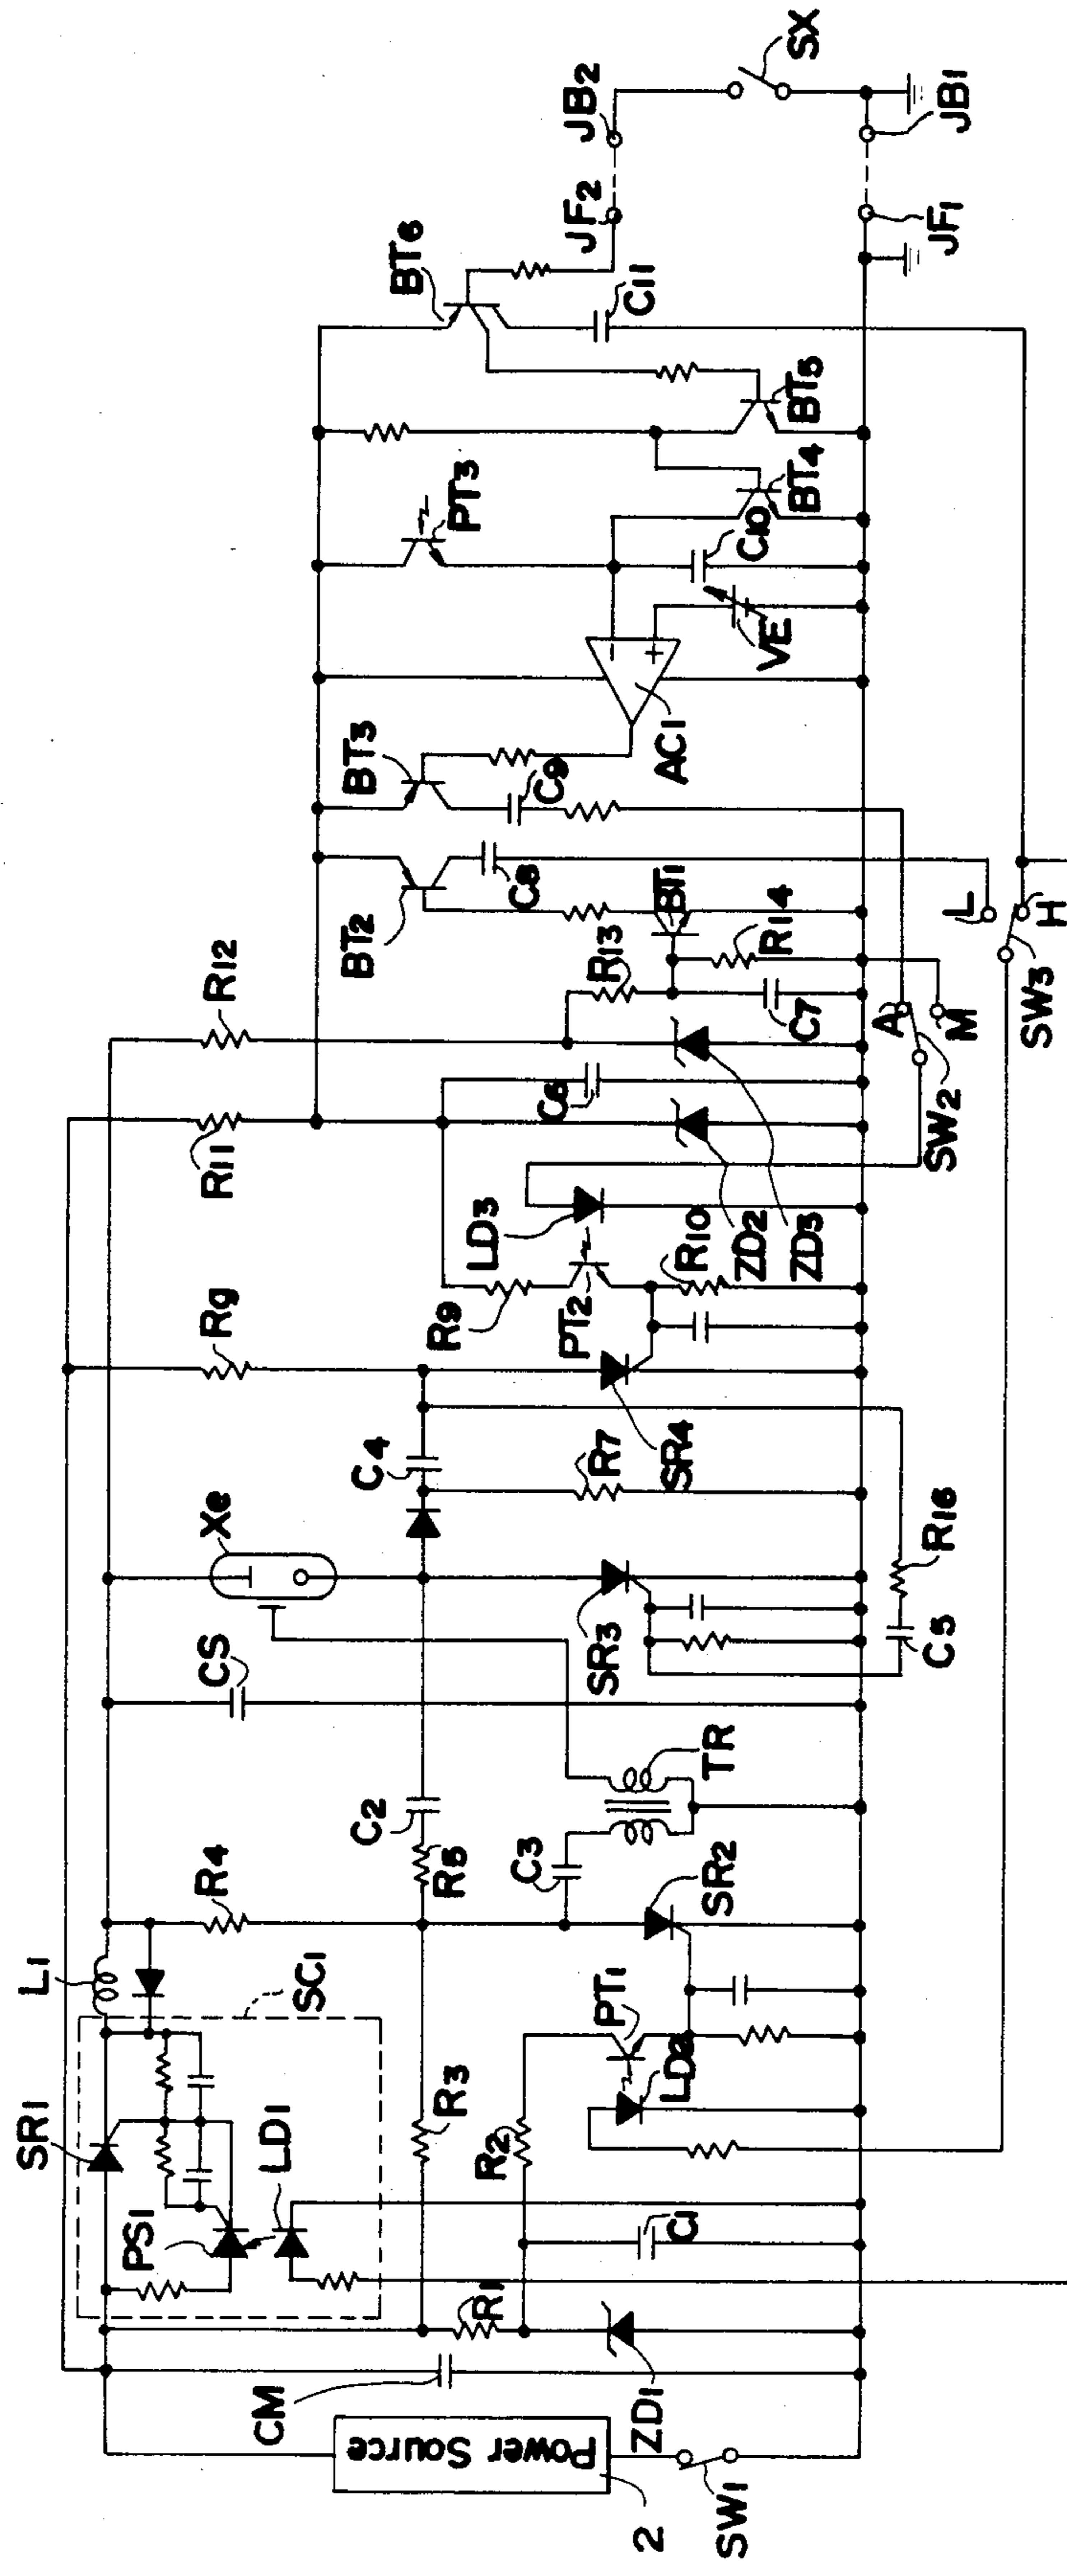 SX
JB2
JF2
JB1
JF1
BT6
C11
BT5
PT3
BT4
C10
VE
AC1
BT3
C9
BT2
C8
BT1
L
H
SW3
R12
R13
R14
C7
A
M
SW2
R11
C6
LD3
ZD2
ZD3
R10
R9
PT2
Rg
C4
R7
SR4
Xe
R16
C5
SR3
CS
TR
C2
R5
C3
SR2
R4
L1
SC1
PT1
LD2
R3
R2
SR1
LD1
PS1
C1
R1
CM
ZD1
Power Source
2
SW1